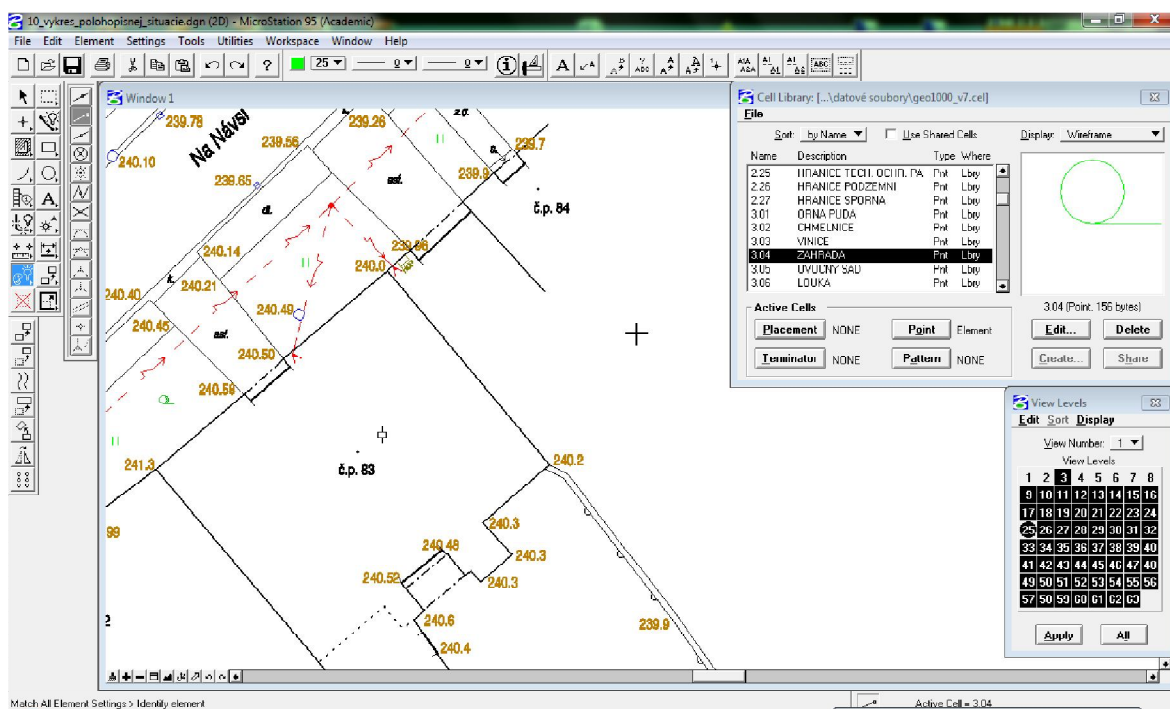 10_vykres_polohopisnej_situacie.dgn (2D) - MicroStation 95 (Academic)
File Edit Element Settings Tools Utilities Workspace Window Help
25 0 0
Window 1
239.78
239.26
239.7
239.56
240.10
Na Návsi
239.65
239.9
ast.
č.p. 84
dl.
239.96
240.14
240.0
240.21
240.40
240.49
240.45
ast.
240.50
240.58
241.3
č.p. 83
240.2
99
240.3
240.48
240.3
240.52
240.3
240.6
239.9
2
240.4
Cell Library: [...\datové soubory\geo1000_v7.cel]
File
Sort: by Name Use Shared Cells Display: Wireframe
Name Description Type Where
2.25 HRANICE TECH. OCHR. PA Pnt Lbry
2.26 HRANICE PODZEMNI Pnt Lbry
2.27 HRANICE SPORNA Pnt Lbry
3.01 ORNA PUDA Pnt Lbry
3.02 CHMELNICE Pnt Lbry
3.03 VINICE Pnt Lbry
3.04 ZAHRADA Pnt Lbry
3.05 OVOCNY SAD Pnt Lbry
3.06 LOUKA Pnt Lbry
3.04 (Point, 156 bytes)
Active Cells
Placement NONE Point Element
Terminator NONE Pattern NONE
Edit... Delete
Create... Share
View Levels
Edit Sort Display
View Number: 1
View Levels
1 2 3 4 5 6 7 8
9 10 11 12 13 14 15 16
17 18 19 20 21 22 23 24
25 26 27 28 29 30 31 32
33 34 35 36 37 38 39 40
41 42 43 44 45 46 47 48
49 50 51 52 53 54 55 56
57 58 59 60 61 62 63
Apply All
Match All Element Settings > Identify element
Active Cell = 3.04